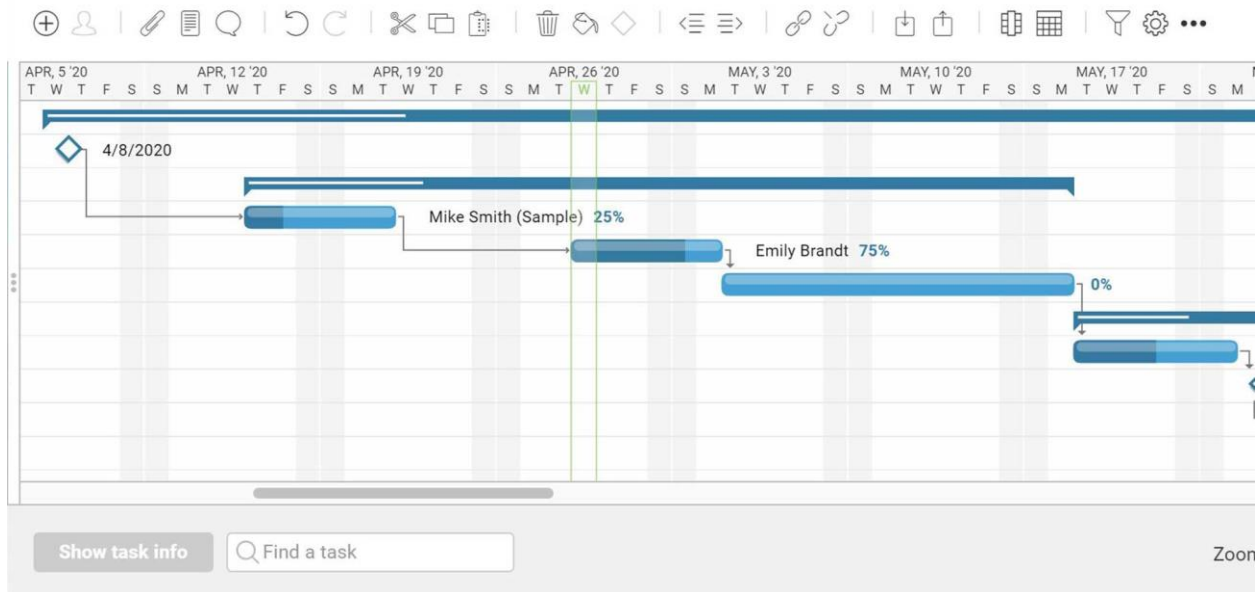 APR, 5 '20 APR, 12 '20 APR, 19 '20 APR, 26 '20 MAY, 3 '20 MAY, 10 '20 MAY, 17 '20
T W T F S S M T W T F S S M T W T F S S M T W T F S S M T W T F S S M T W T F S S M T W T F S S M
4/8/2020
Mike Smith (Sample) 25%
Emily Brandt 75%
0%
Show task info Find a task Zoom